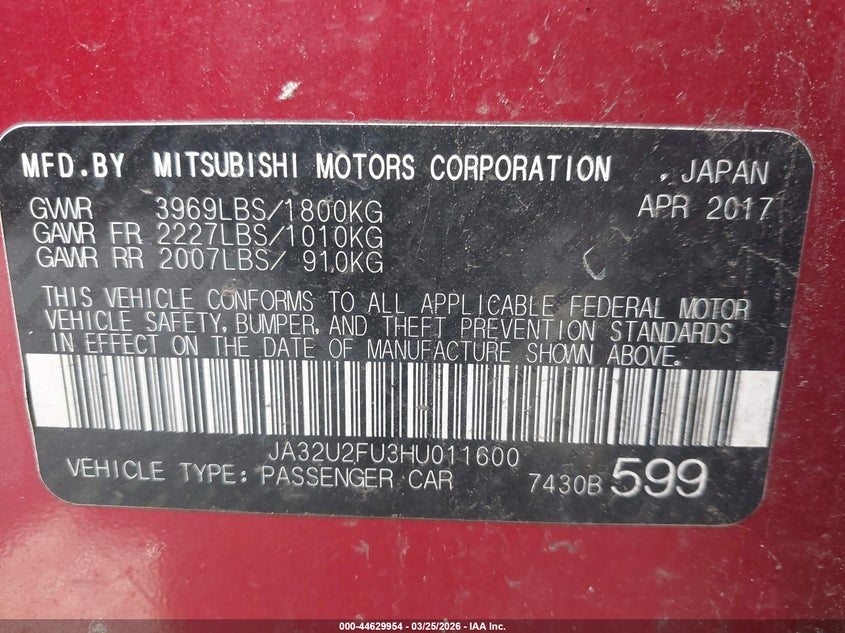 MFD.BY MITSUBISHI MOTORS CORPORATION . JAPAN
GVWR 3969LBS/1800KG APR 2017
GAWR FR 2227LBS/1010KG
GAWR RR 2007LBS/ 910KG
THIS VEHICLE CONFORMS TO ALL APPLICABLE FEDERAL MOTOR
VEHICLE SAFETY, BUMPER, AND THEFT PREVENTION STANDARDS
IN EFFECT ON THE DATE OF MANUFACTURE SHOWN ABOVE.
JA32U2FU3HU011600
VEHICLE TYPE: PASSENGER CAR 7430B 599
000-44629954 | 03/25/2026 - IAA Inc.